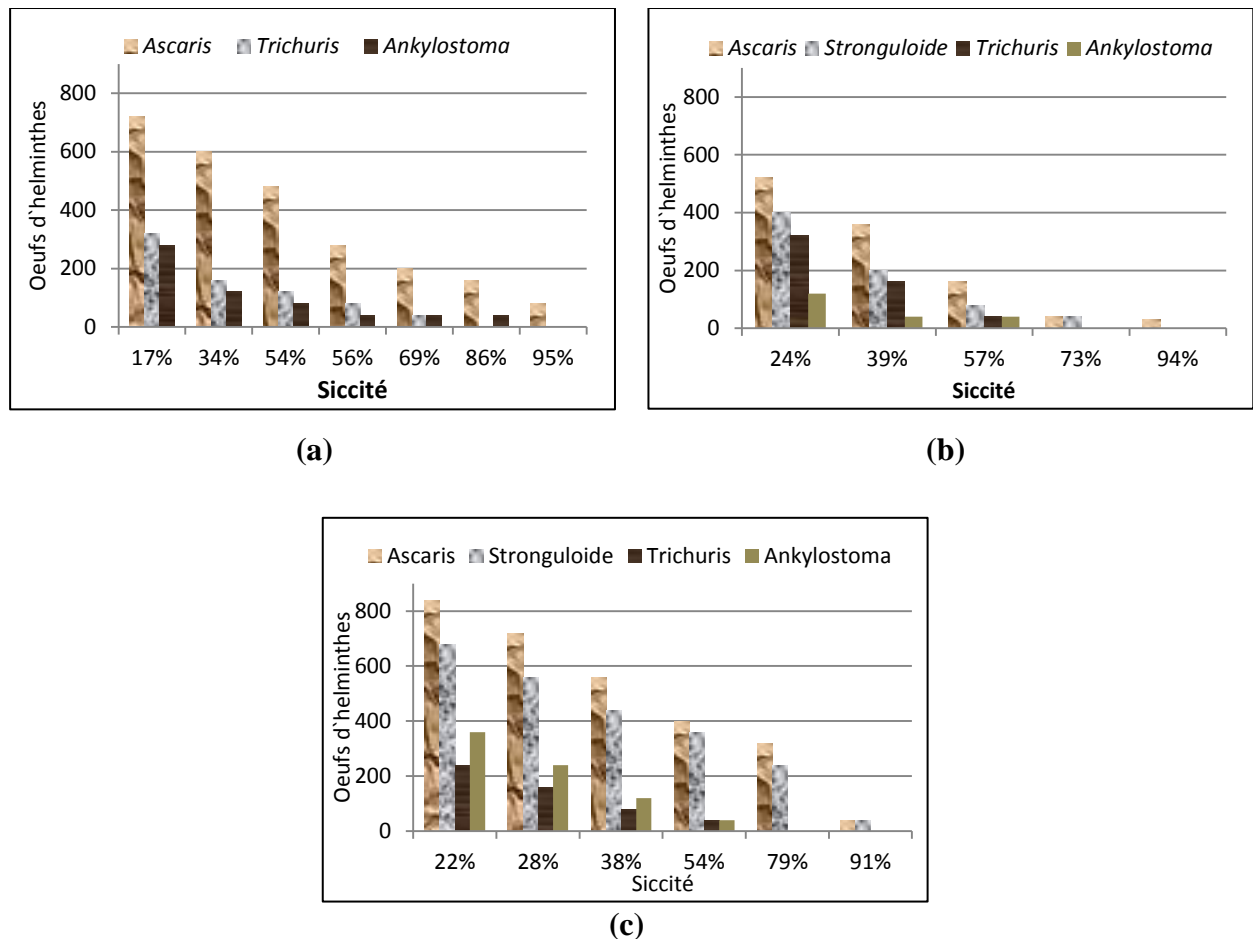 Ascaris Trichuris Ankylostoma
Oeufs d`helminthes
800
600
400
200
0
17% 34% 54% 56% 69% 86% 95%
Siccité
(a)
Ascaris Stronguloide Trichuris Ankylostoma
Oeufs d`helminthes
800
600
400
200
0
24% 39% 57% 73% 94%
Siccité
(b)
Ascaris Stronguloide Trichuris Ankylostoma
Oeufs d`helminthes
800
600
400
200
0
22% 28% 38% 54% 79% 91%
Siccité
(c)